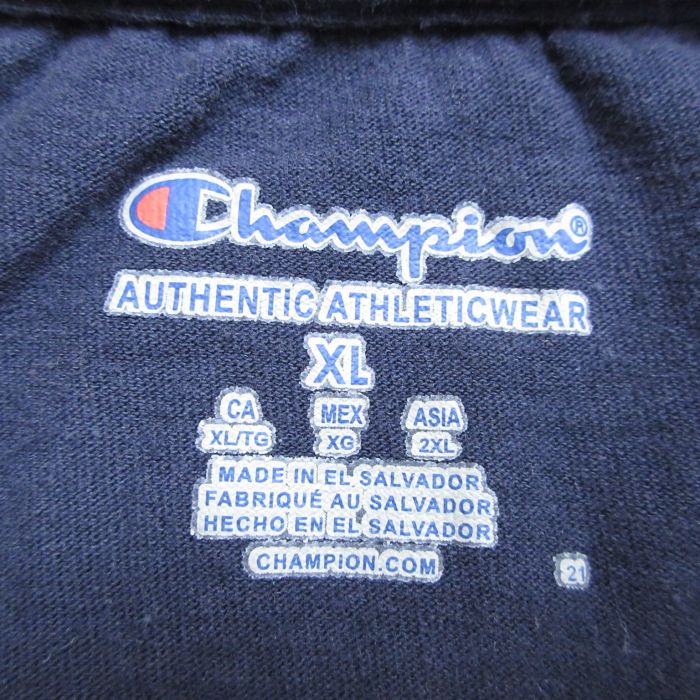 Champion®
AUTHENTIC ATHLETICWEAR
XL
CA MEX ASIA
XL/TG XG 2XL
MADE IN EL SALVADOR
FABRIQUÉ AU SALVADOR
HECHO EN EL SALVADOR
CHAMPION.COM
21